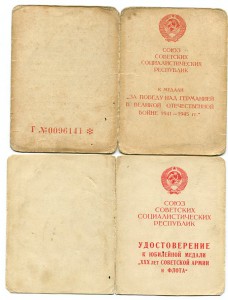 Г №0096141
СОЮЗ
СОВЕТСКИХ
СОЦИАЛИСТИЧЕСКИХ
РЕСПУБЛИК
К МЕДАЛИ
„ЗА ПОБЕДУ НАД ГЕРМАНИЕЙ
В ВЕЛИКОЙ ОТЕЧЕСТВЕННОЙ
ВОЙНЕ 1941—1945 гг."
СОЮЗ
СОВЕТСКИХ
СОЦИАЛИСТИЧЕСКИХ
РЕСПУБЛИК
УДОСТОВЕРЕНИЕ
К ЮБИЛЕЙНОЙ МЕДАЛИ
„XXX лет СОВЕТСКОЙ АРМИИ
и ФЛОТА"